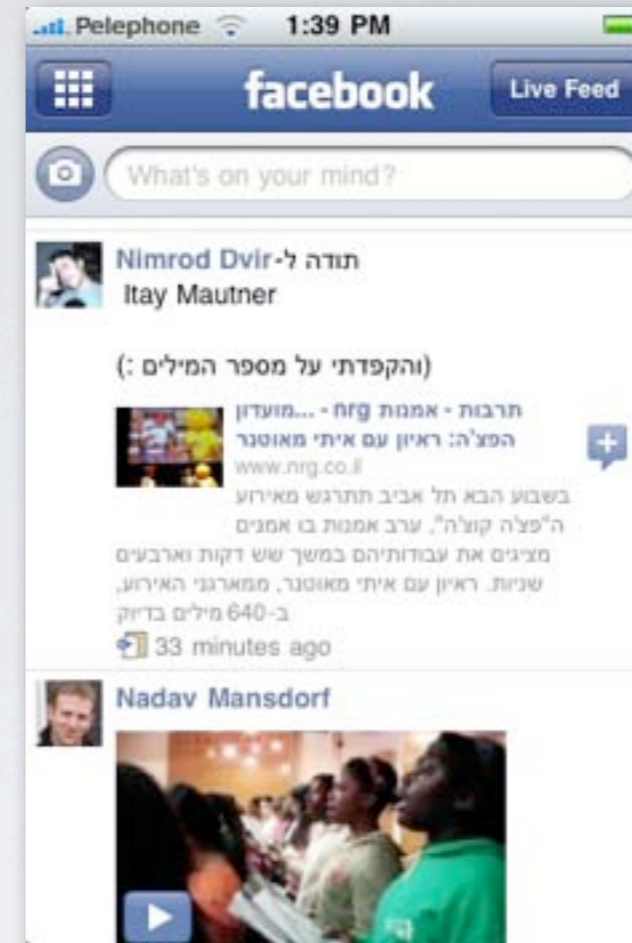 Pelephone 1:39 PM
facebook
Live Feed
What's on your mind?
Nimrod Dvir תודה ל-
Itay Mautner
(והקפדתי על מספר המילים :)
תרבות - אמנות nrg - ...מועדון
הפצ'ה: ראיון עם איתי מאוטנר
www.nrg.co.il
בשבוע הבא תל אביב תתרגש מאירוע
ה"פצ'ה קוצ'ה", ערב אמנות בו אמנים
מציגים את עבודותיהם במשך שש דקות וארבעים
שניות. ראיון עם איתי מאוטנר, ממארגני האירוע,
ב-640 מילים בדיוק
33 minutes ago
Nadav Mansdorf